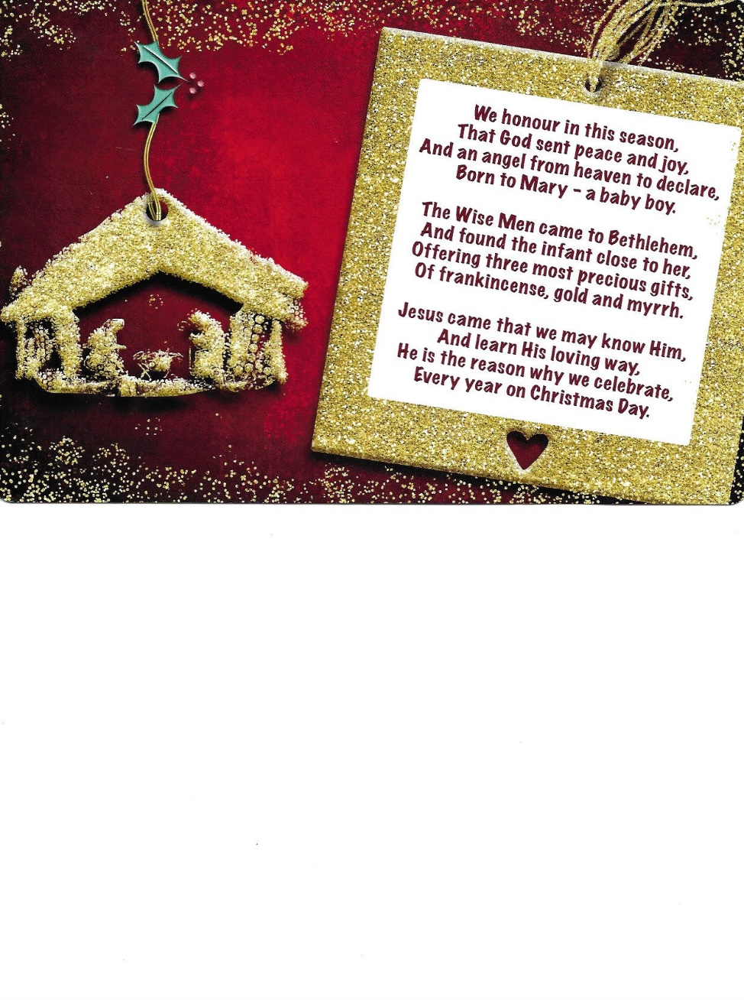 We honour in this season,
That God sent peace and joy,
And an angel from heaven to declare,
Born to Mary - a baby boy.
The Wise Men came to Bethlehem,
And found the infant close to her,
Offering three most precious gifts,
Of frankincense, gold and myrrh.
Jesus came that we may know Him,
And learn His loving way,
He is the reason why we celebrate,
Every year on Christmas Day.